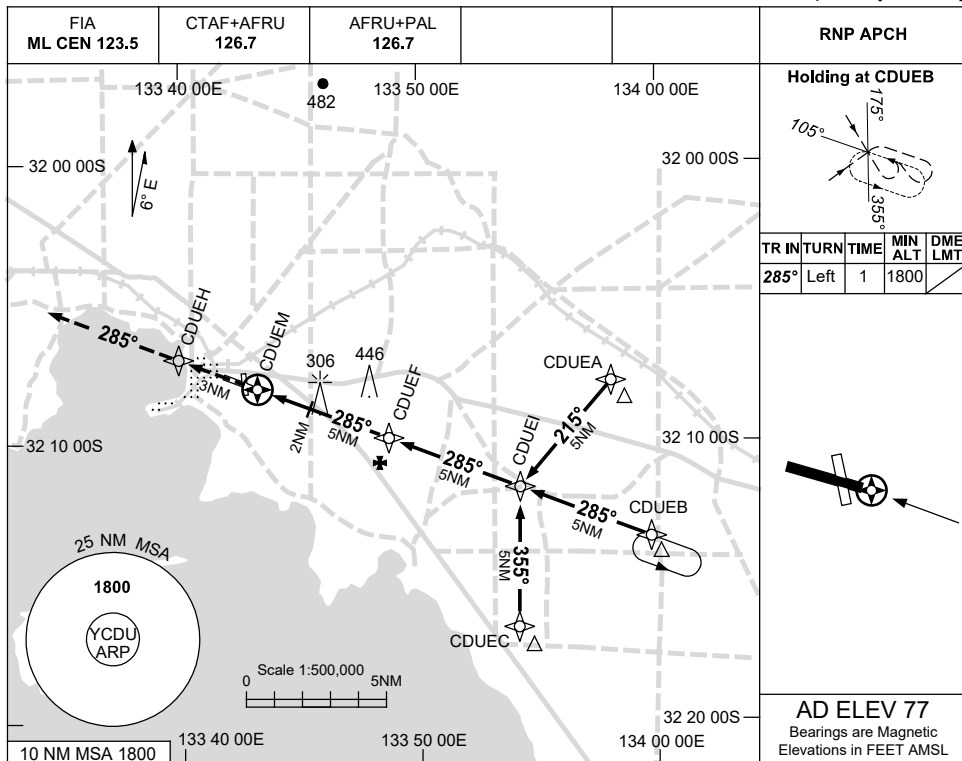 FIA
ML CEN 123.5
CTAF+AFRU
126.7
AFRU+PAL
126.7
RNP APCH
133 40 00E
133 50 00E
134 00 00E
482
32 00 00S
32 00 00S
6° E
Holding at CDUEB
175°
105°
355°
TR IN
TURN
TIME
MIN ALT
DME LMT
285°
Left
1
1800
285°
CDUEH
CDUEM
3NM
306
446
CDUEF
2NM
285°
5NM
CDUEA
215°
5NM
CDUEI
285°
5NM
32 10 00S
32 10 00S
CDUEB
285°
5NM
355°
5NM
CDUEC
25 NM MSA
1800
YCDU
ARP
Scale 1:500,000
0
5NM
32 20 00S
10 NM MSA 1800
133 40 00E
133 50 00E
134 00 00E
AD ELEV 77
Bearings are Magnetic
Elevations in FEET AMSL